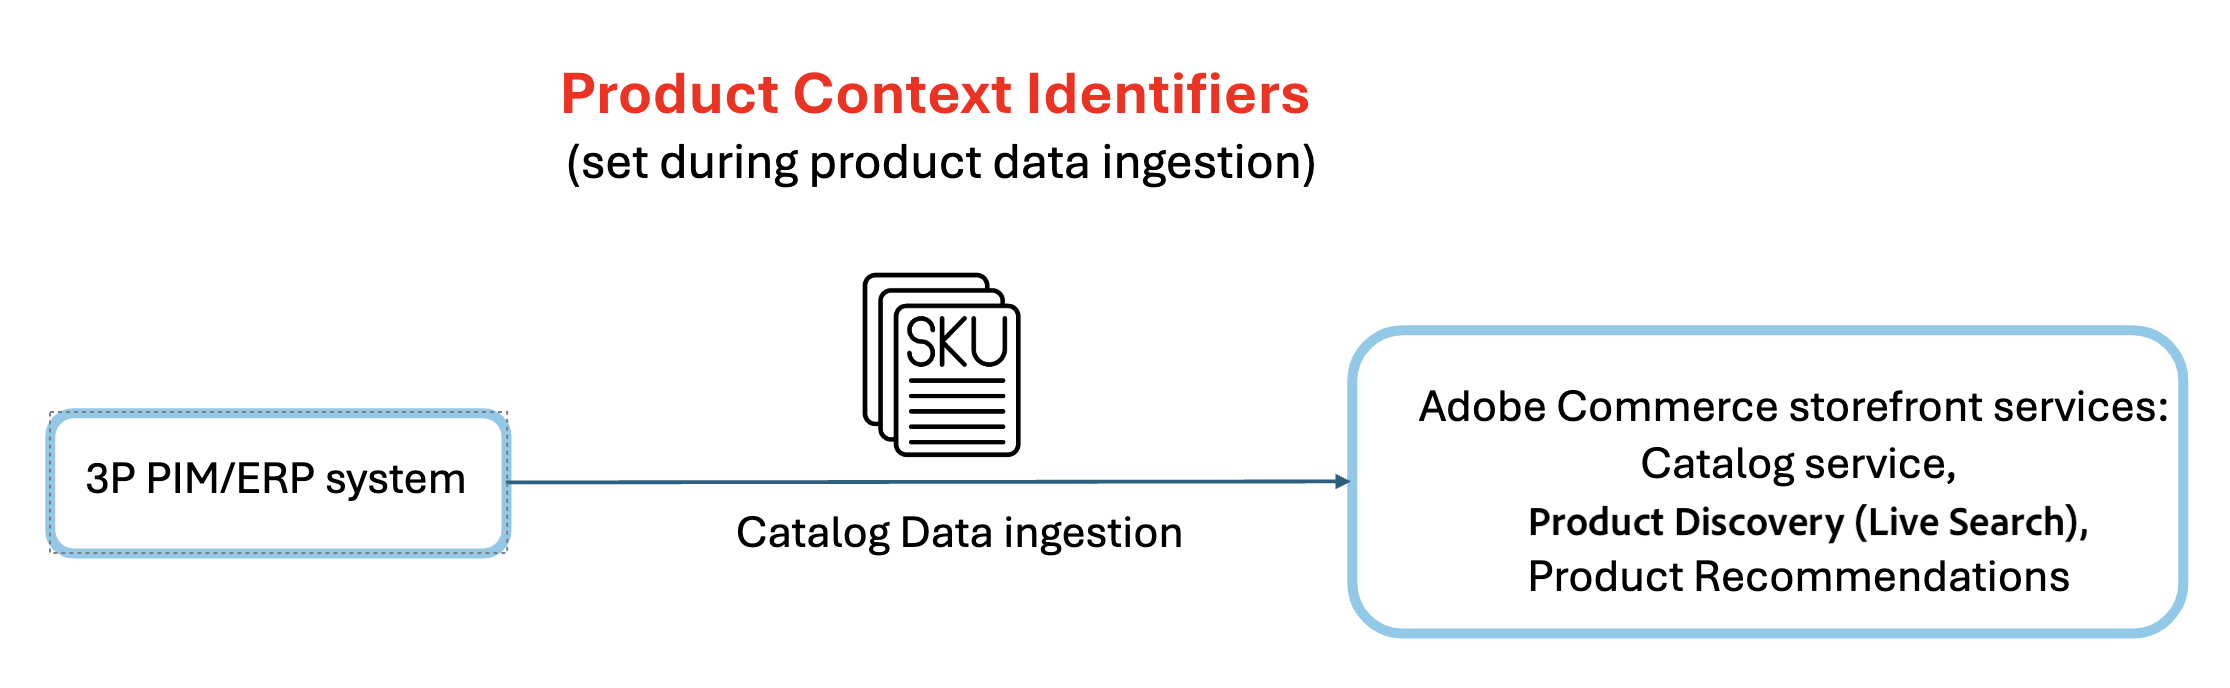 Product Context Identifiers
(set during product data ingestion)
SKU
3P PIM/ERP system
Catalog Data ingestion
Adobe Commerce storefront services:
Catalog service,
Product Discovery (Live Search),
Product Recommendations